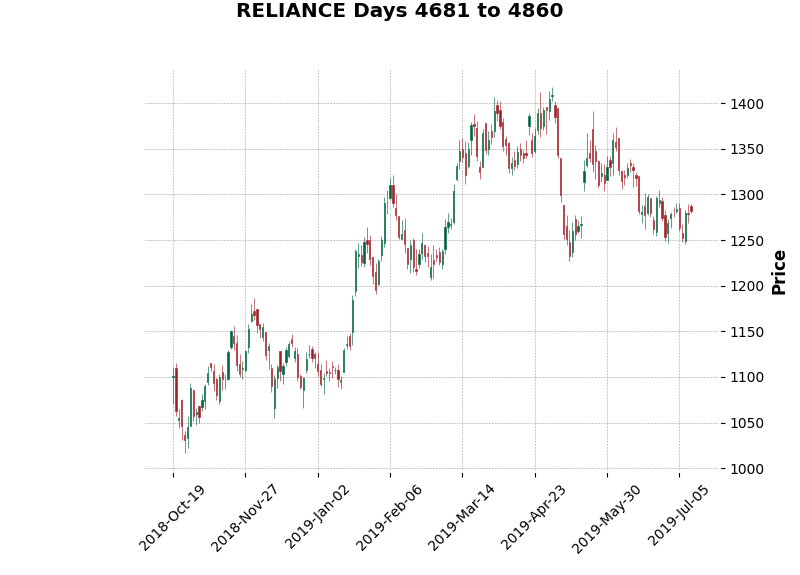 RELIANCE Days 4681 to 4860
1400
1350
1300
1250
1200
1150
1100
1050
1000
Price
2018-Oct-19
2018-Nov-27
2019-Jan-02
2019-Feb-06
2019-Mar-14
2019-Apr-23
2019-May-30
2019-Jul-05